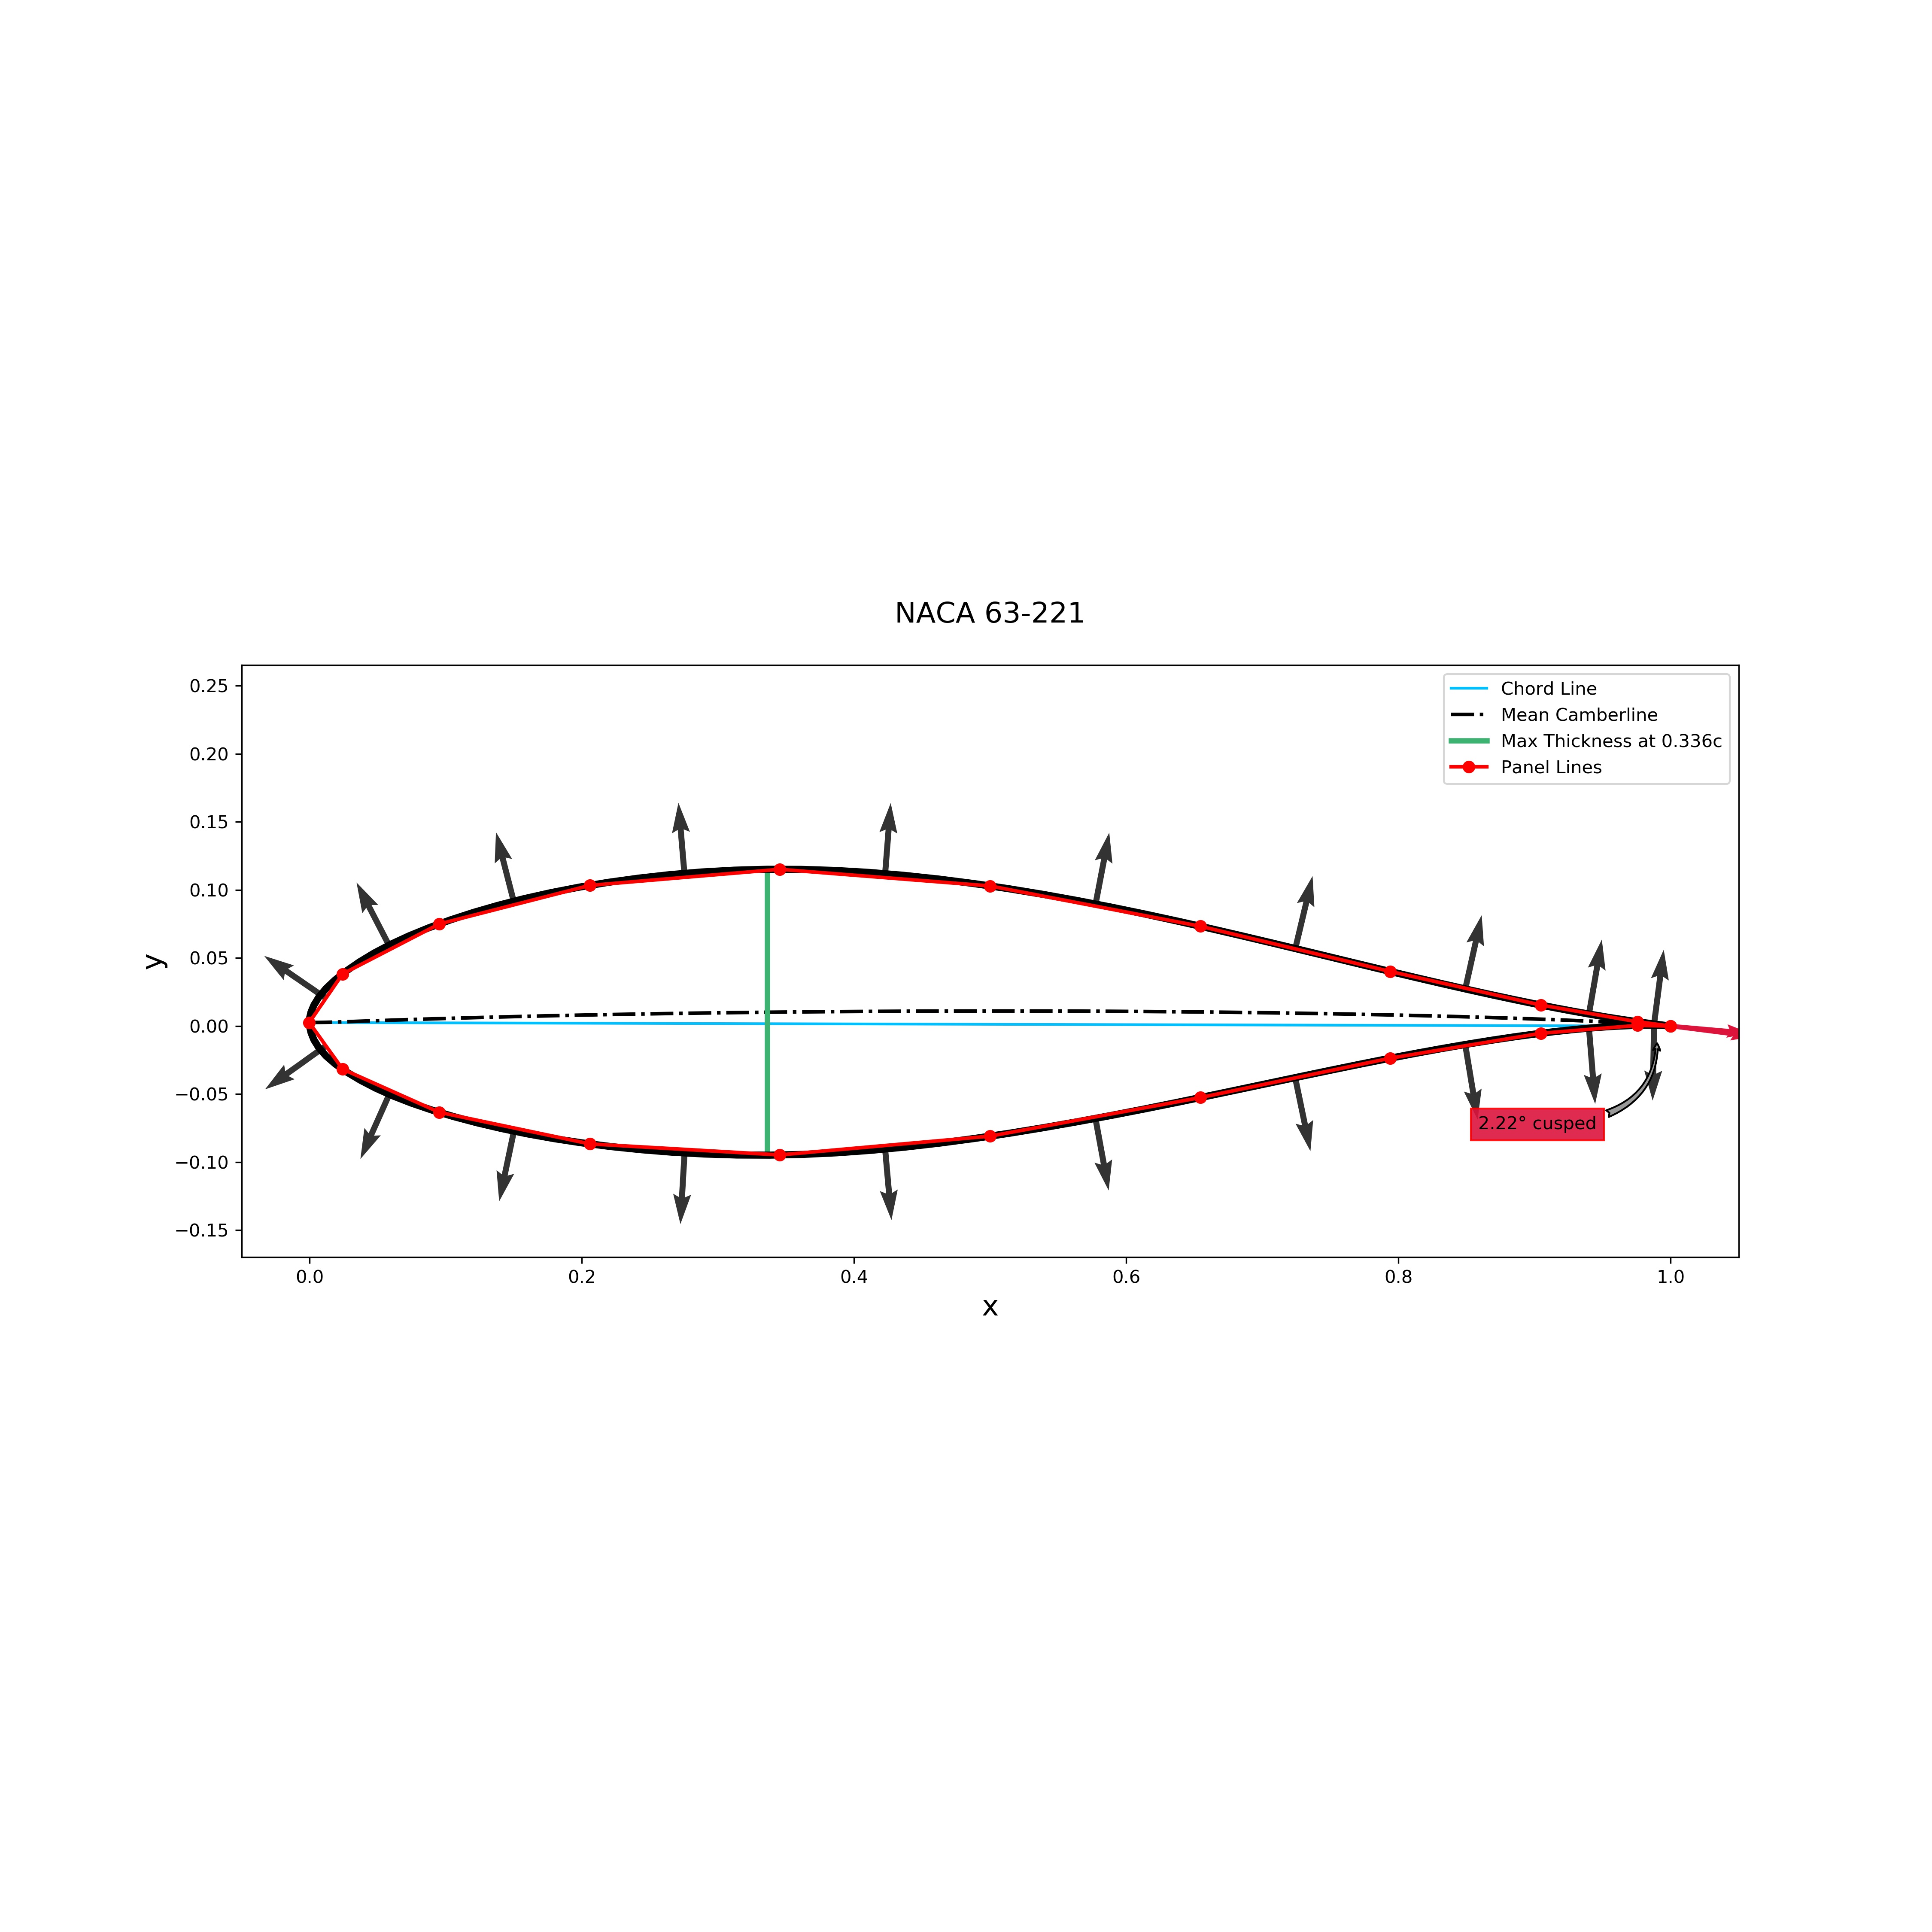 NACA 63-221
Chord Line
Mean Camberline
Max Thickness at 0.336c
Panel Lines
0.25
0.20
0.15
0.10
0.05
0.00
−0.05
−0.10
−0.15
y
2.22° cusped
0.0 0.2 0.4 0.6 0.8 1.0
x